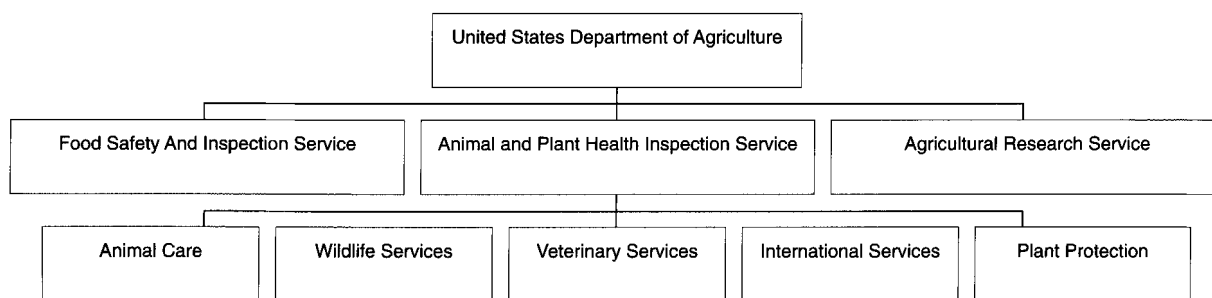 United States Department of Agriculture
Food Safety And Inspection Service
Animal and Plant Health Inspection Service
Agricultural Research Service
Animal Care
Wildlife Services
Veterinary Services
International Services
Plant Protection